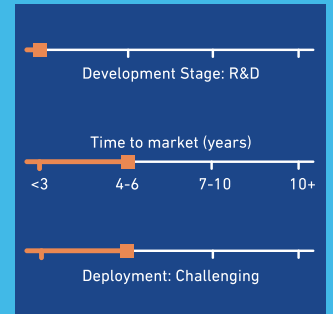 Development Stage: R&D
Time to market (years)
<3 4-6 7-10 10+
Deployment: Challenging